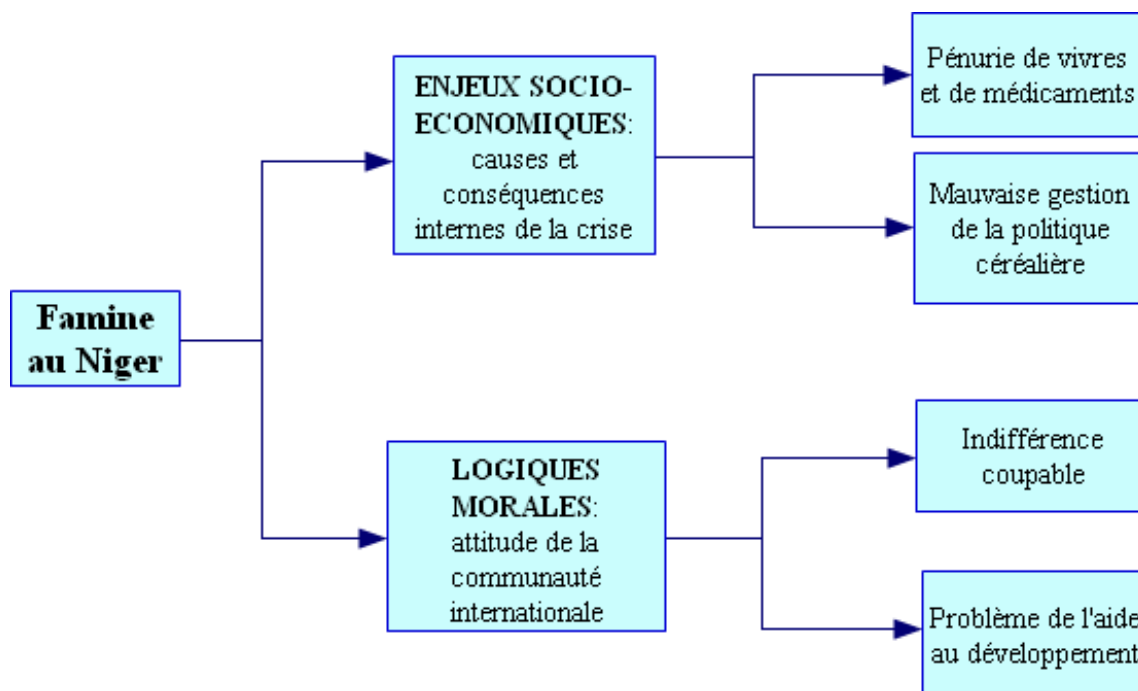 Famine
au Niger
ENJEUX SOCIO-
ECONOMIQUES:
causes et
conséquences
internes de la crise
Pénurie de vivres
et de médicaments
Mauvaise gestion
de la politique
céréalière
LOGIQUES
MORALES:
attitude de la
communauté
internationale
Indifférence
coupable
Problème de l'aide
au développement